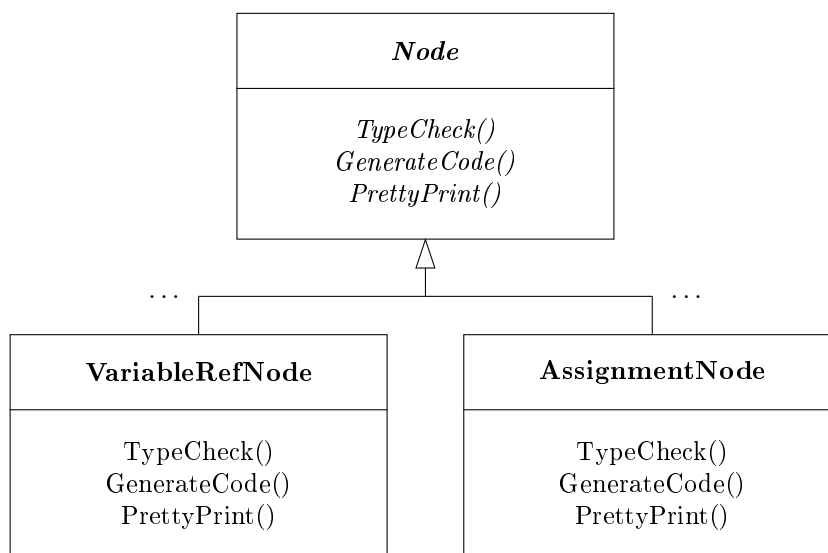 Node
TypeCheck()
GenerateCode()
PrettyPrint()
... ...
VariableRefNode
TypeCheck()
GenerateCode()
PrettyPrint()
AssignmentNode
TypeCheck()
GenerateCode()
PrettyPrint()